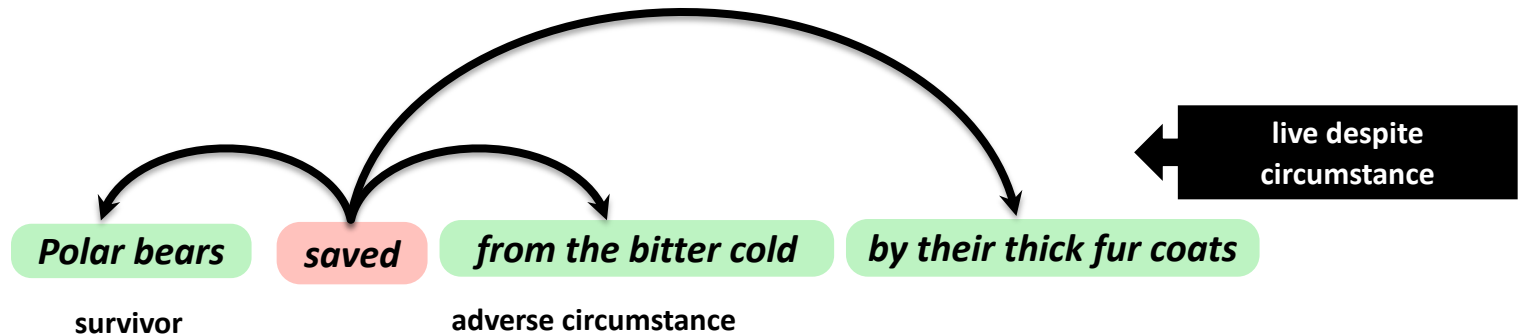 live despite
circumstance
Polar bears saved from the bitter cold by their thick fur coats
survivor adverse circumstance